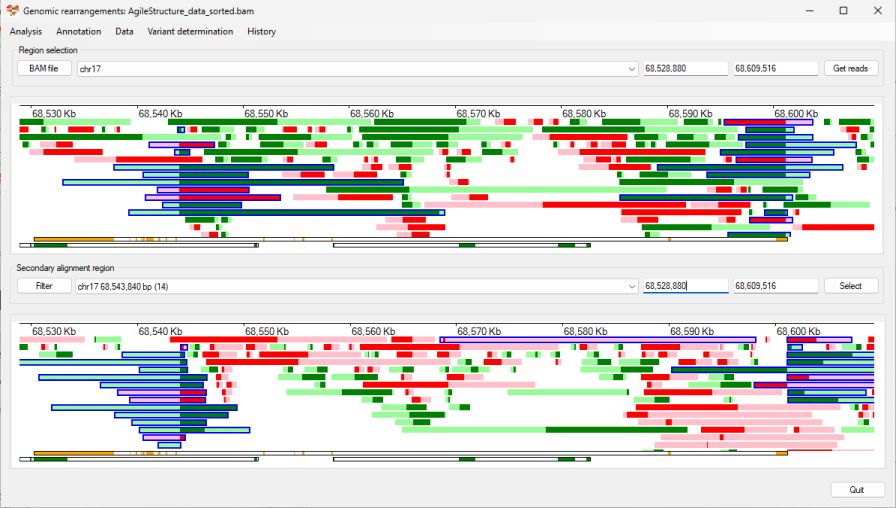 Genomic rearrangements: AgileStructure_data_sorted.bam
Analysis Annotation Data Variant determination History
Region selection
BAM file chr17 68,528,880 68,609,516 Get reads
68,530 Kb 68,540 Kb 68,550 Kb 68,560 Kb 68,570 Kb 68,580 Kb 68,590 Kb 68,600 Kb
Secondary alignment region
Filter chr17 68,543,840 bp (14) 68,528,880 68,609,516 Select
68,530 Kb 68,540 Kb 68,550 Kb 68,560 Kb 68,570 Kb 68,580 Kb 68,590 Kb 68,600 Kb
Quit